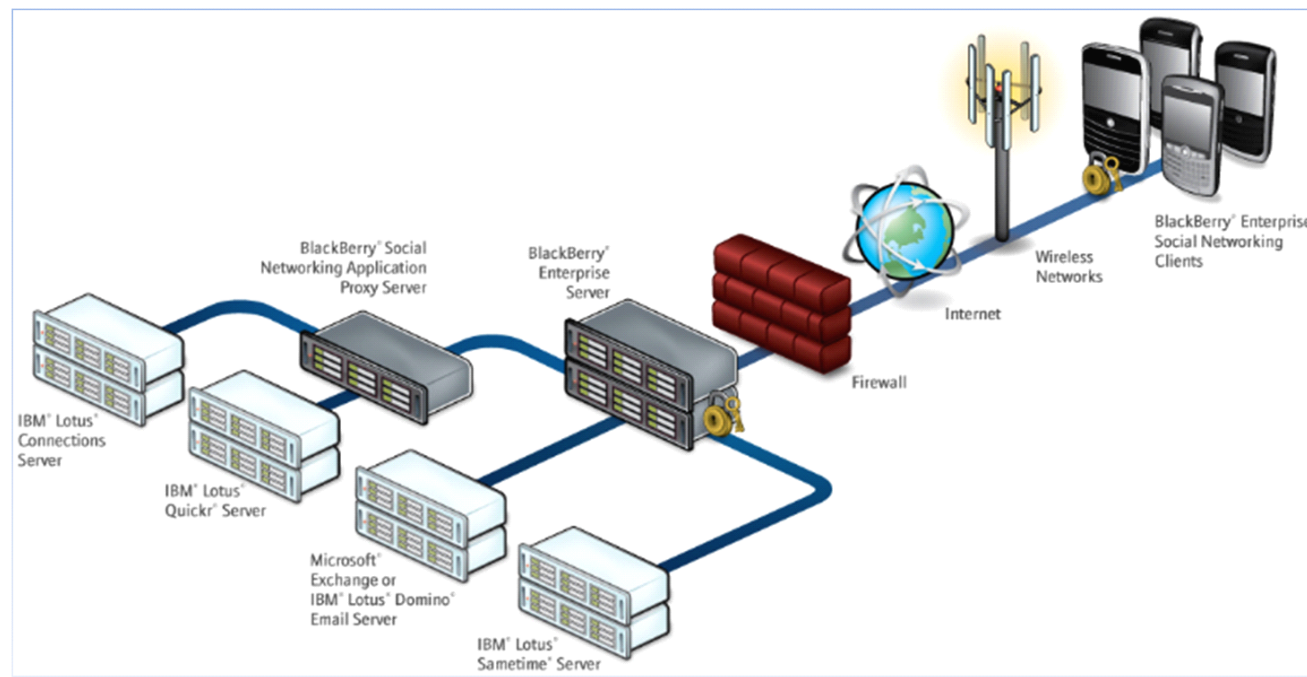 BlackBerry® Social
Networking Application
Proxy Server
BlackBerry®
Enterprise
Server
IBM® Lotus®
Connections
Server
IBM® Lotus®
Quickr® Server
Microsoft®
Exchange or
IBM® Lotus® Domino®
Email Server
IBM® Lotus®
Sametime® Server
Firewall
Internet
Wireless
Networks
BlackBerry® Enterprise
Social Networking
Clients